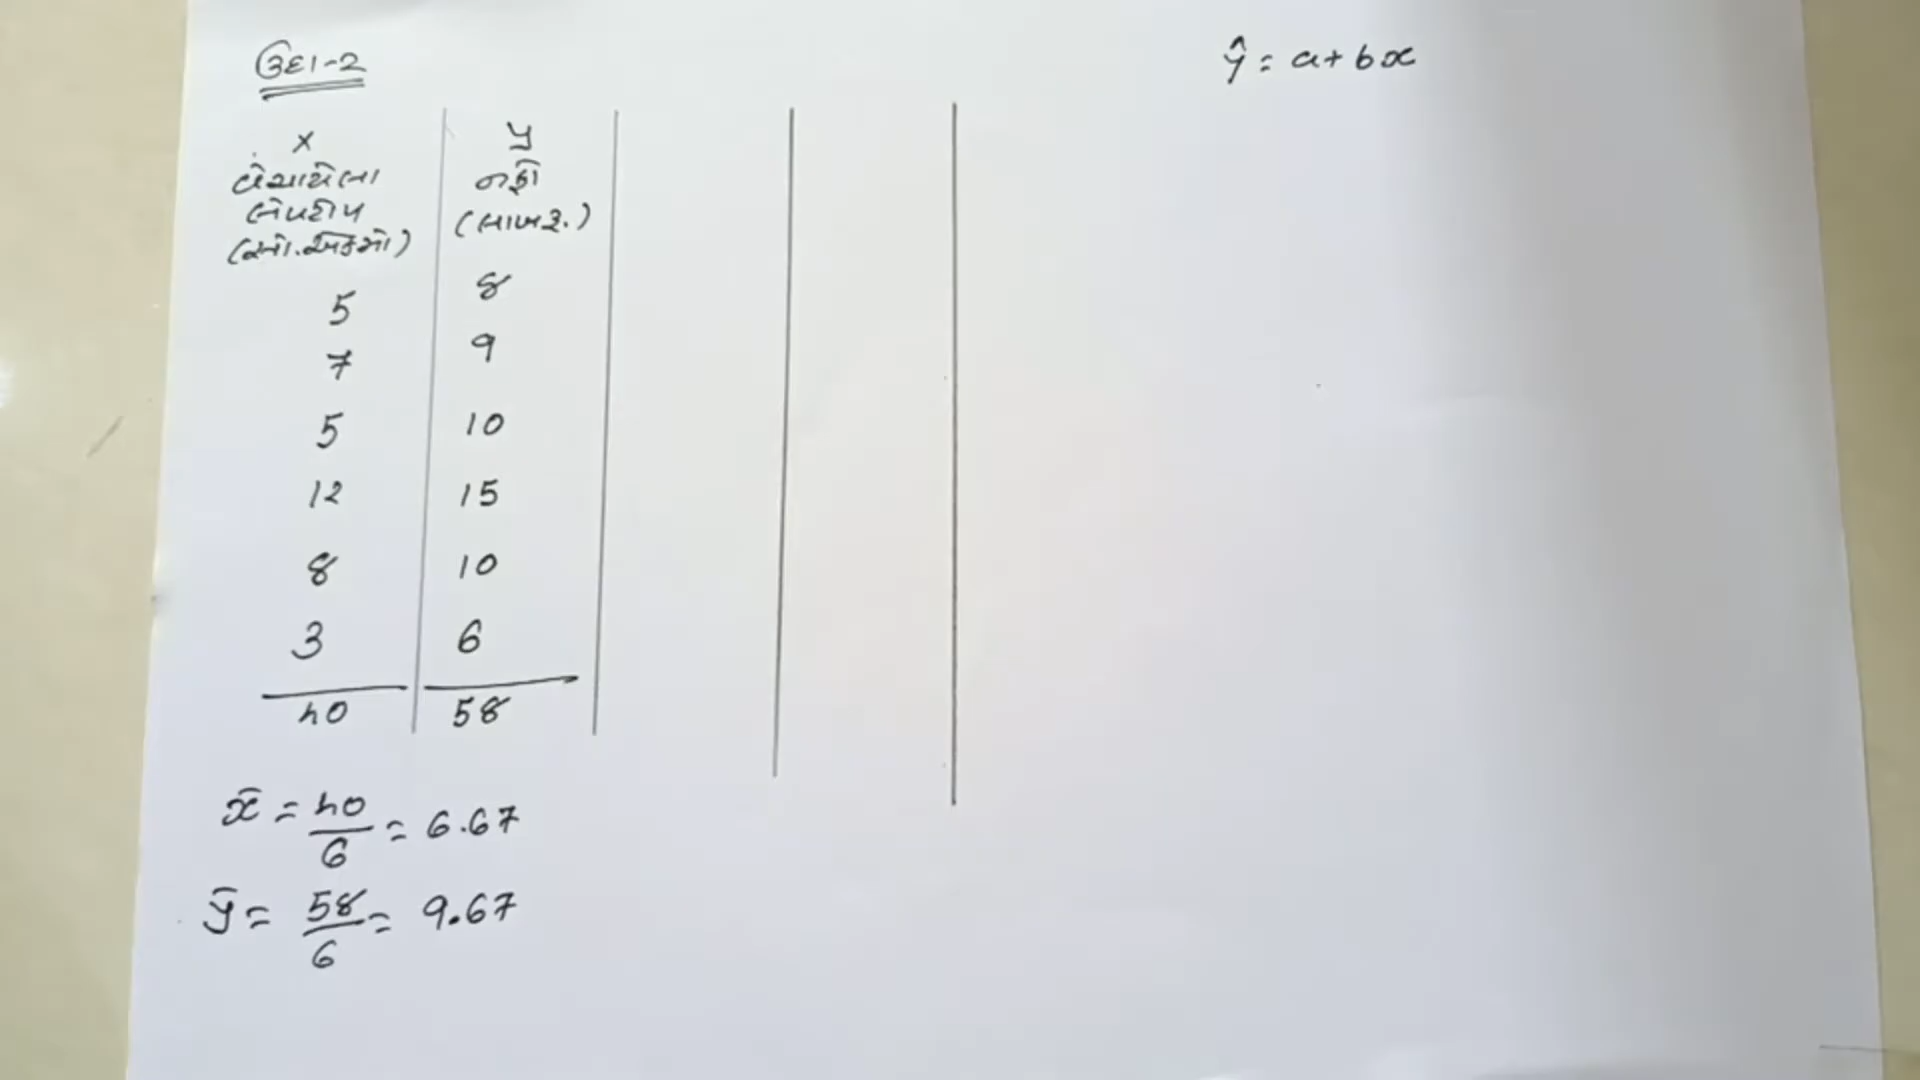 ઉદા-2
ŷ = a + bx
x
વેચાયેલા
લેપટોપ
(સો.એકમો)
y
નફો
(લાખ રૂ.)
5 8
7 9
5 10
12 15
8 10
3 6
40 58
x̄ = 40/6 = 6.67
ȳ = 58/6 = 9.67